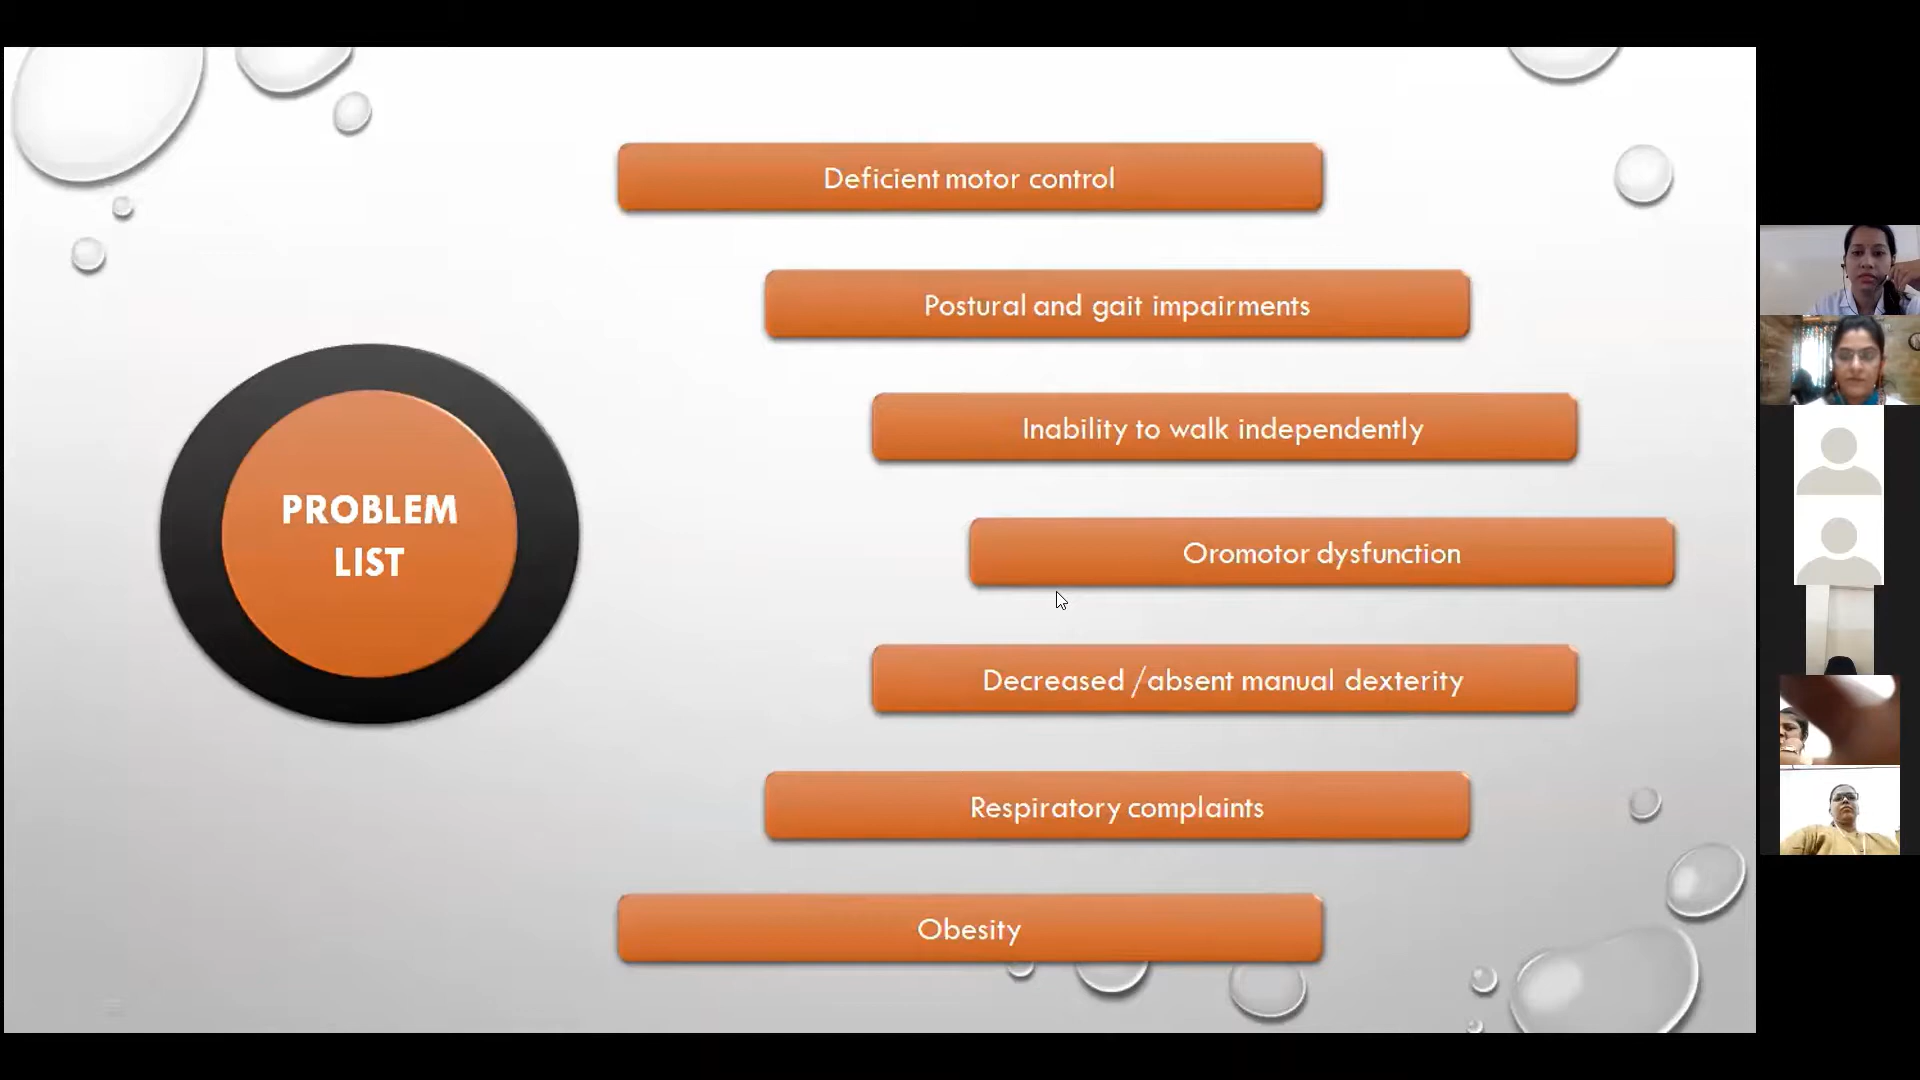 Deficient motor control
Postural and gait impairments
Inability to walk independently
PROBLEM
LIST
Oromotor dysfunction
Decreased /absent manual dexterity
Respiratory complaints
Obesity